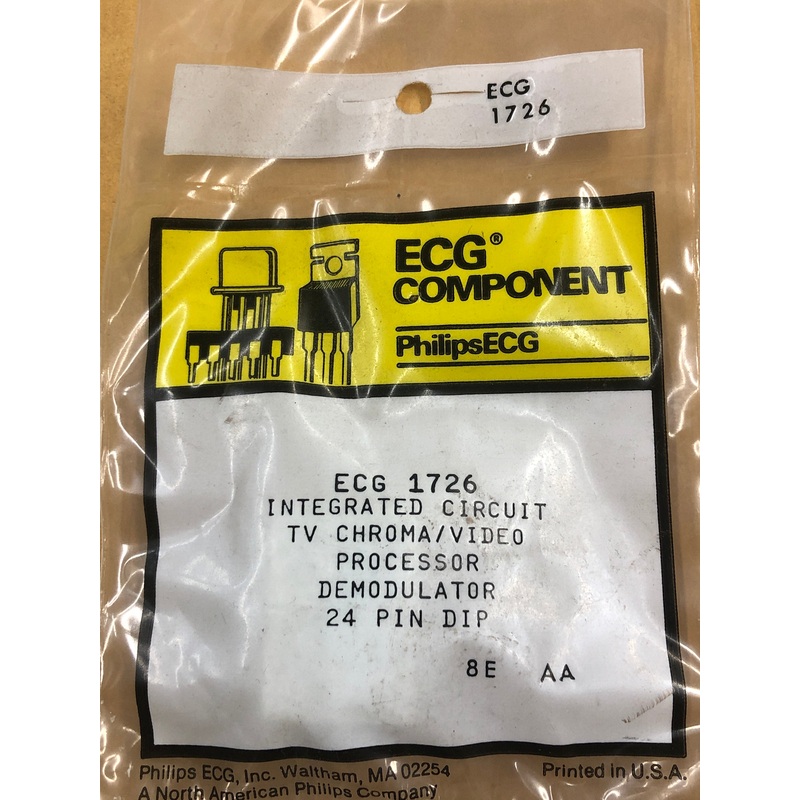 ECG
1726
ECG®
COMPONENT
PhilipsECG
ECG 1726
INTEGRATED CIRCUIT
TV CHROMA/VIDEO
PROCESSOR
DEMODULATOR
24 PIN DIP
8E AA
Philips ECG, Inc. Waltham, MA 02254 Printed in U.S.A.
A North American Philips Company